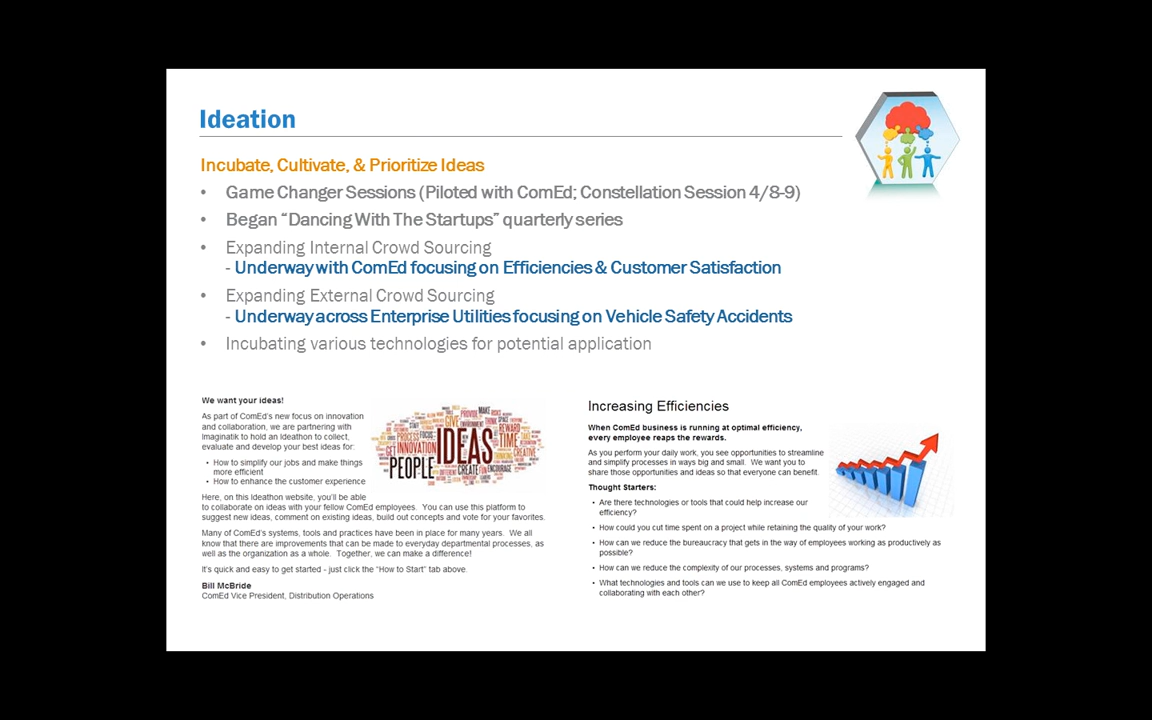 Ideation
Incubate, Cultivate, & Prioritize Ideas
• Game Changer Sessions (Piloted with ComEd; Constellation Session 4/8-9)
• Began “Dancing With The Startups” quarterly series
• Expanding Internal Crowd Sourcing
- Underway with ComEd focusing on Efficiencies & Customer Satisfaction
• Expanding External Crowd Sourcing
- Underway across Enterprise Utilities focusing on Vehicle Safety Accidents
• Incubating various technologies for potential application
We want your ideas!
As part of ComEd's new focus on innovation
and collaboration, we are partnering with
Imaginatik to hold an Ideathon to collect,
evaluate and develop your best ideas for:
• How to simplify our jobs and make things
more efficient
• How to enhance the customer experience
Here, on this Ideathon website, you'll be able
to collaborate on ideas with your fellow ComEd employees. You can use this platform to
suggest new ideas, comment on existing ideas, build out concepts and vote for your favorites.
Many of ComEd's systems, tools and practices have been in place for many years. We all
know that there are improvements that can be made to everyday departmental processes, as
well as the organization as a whole. Together, we can make a difference!
It's quick and easy to get started - just click the "How to Start" tab above.
Bill McBride
ComEd Vice President, Distribution Operations
PROVIDE
MAKE
GIVE
ENVIRONMENT
SPACE
PROCESS
FOCUS
REWARD
GET
INNOVATION
IDEAS
TIME
CREATIVE
PEOPLE
CREATE
FUN
ENCOURAGE
Increasing Efficiencies
When ComEd business is running at optimal efficiency,
every employee reaps the rewards.
As you perform your daily work, you see opportunities to streamline
and simplify processes in ways big and small. We want you to
share those opportunities and ideas so that everyone can benefit.
Thought Starters:
• Are there technologies or tools that could help increase our
efficiency?
• How could you cut time spent on a project while retaining the quality of your work?
• How can we reduce the bureaucracy that gets in the way of employees working as productively as
possible?
• How can we reduce the complexity of our processes, systems and programs?
• What technologies and tools can we use to keep all ComEd employees actively engaged and
collaborating with each other?